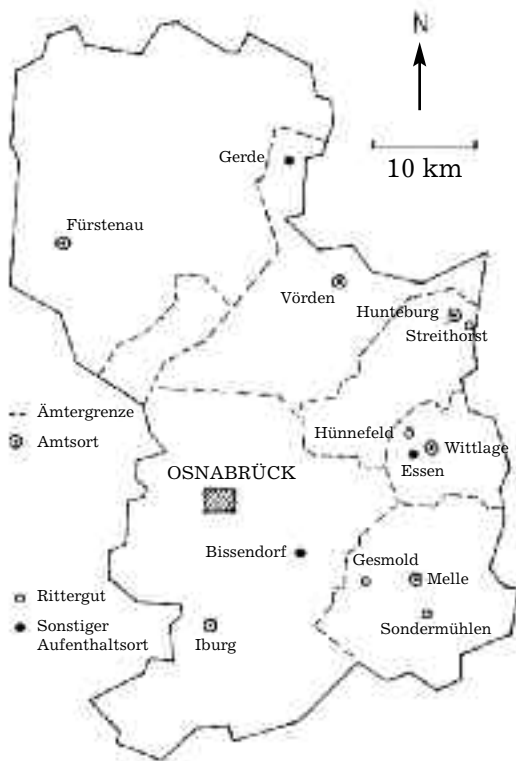 N
10 km
Gerde
Fürstenau
Vörden
Hunteburg
Streithorst
Ämtergrenze
Amtsort
Hünnefeld
Wittlage
Essen
OSNABRÜCK
Bissendorf
Gesmold
Melle
Rittergut
Sonstiger
Aufenthaltsort
Iburg
Sondermühlen